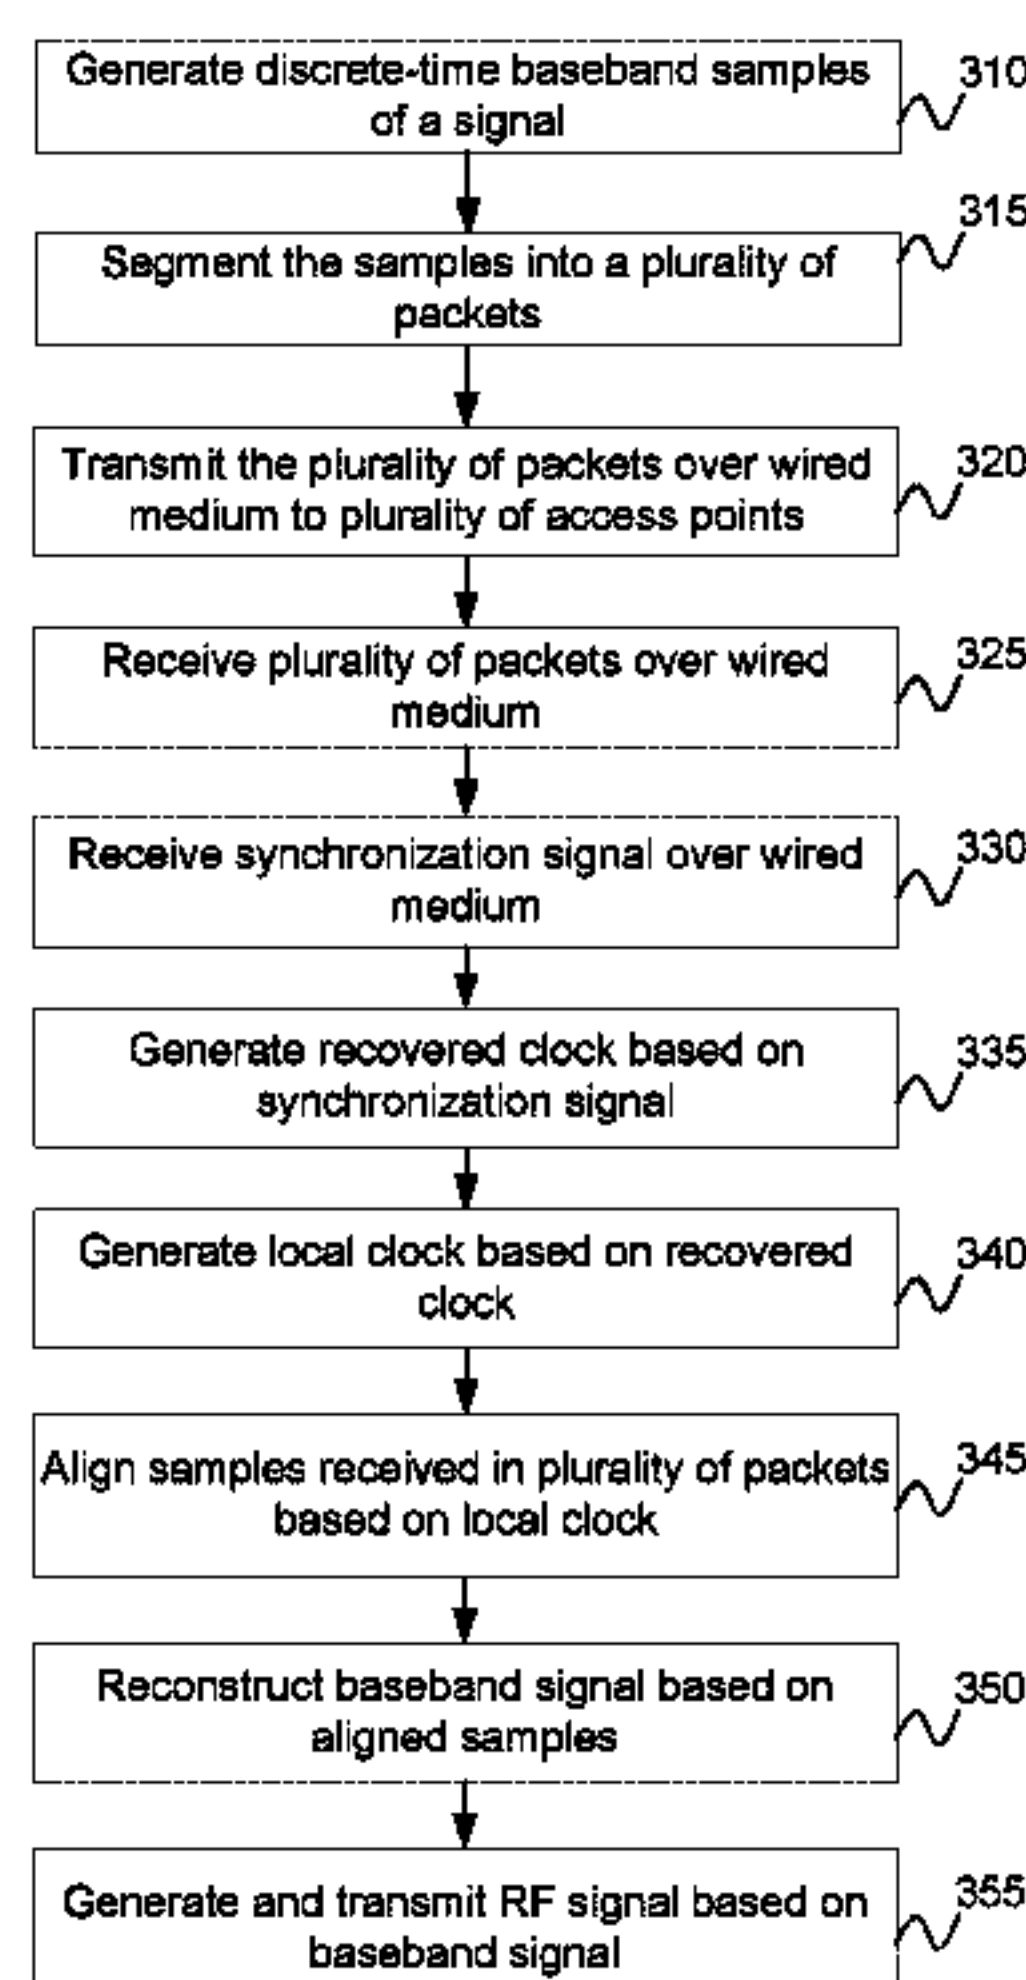 Generate discrete-time baseband samples
of a signal
310
Segment the samples into a plurality of
packets
315
Transmit the plurality of packets over wired
medium to plurality of access points
320
Receive plurality of packets over wired
medium
325
Receive synchronization signal over wired
medium
330
Generate recovered clock based on
synchronization signal
335
Generate local clock based on recovered
clock
340
Align samples received in plurality of packets
based on local clock
345
Reconstruct baseband signal based on
aligned samples
350
Generate and transmit RF signal based on
baseband signal
355